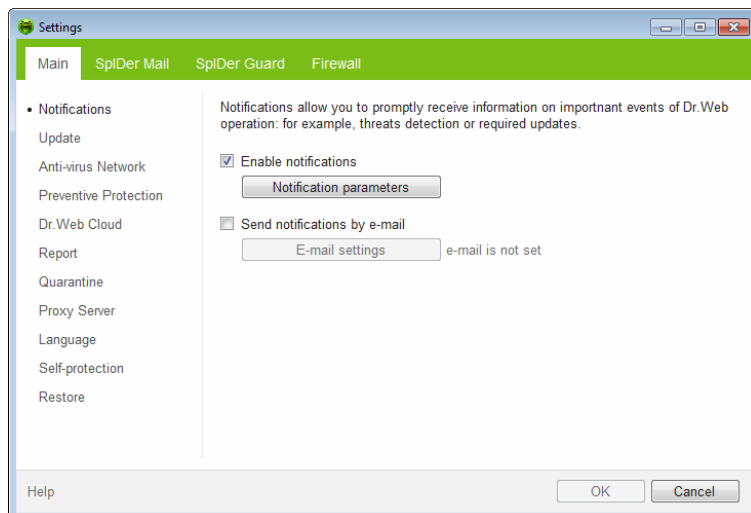 Settings
Main SpIDer Mail SpIDer Guard Firewall
Notifications
Update
Anti-virus Network
Preventive Protection
Dr.Web Cloud
Report
Quarantine
Proxy Server
Language
Self-protection
Restore
Notifications allow you to promptly receive information on importnant events of Dr.Web
operation: for example, threats detection or required updates.
Enable notifications
Notification parameters
Send notifications by e-mail
E-mail settings e-mail is not set
Help OK Cancel